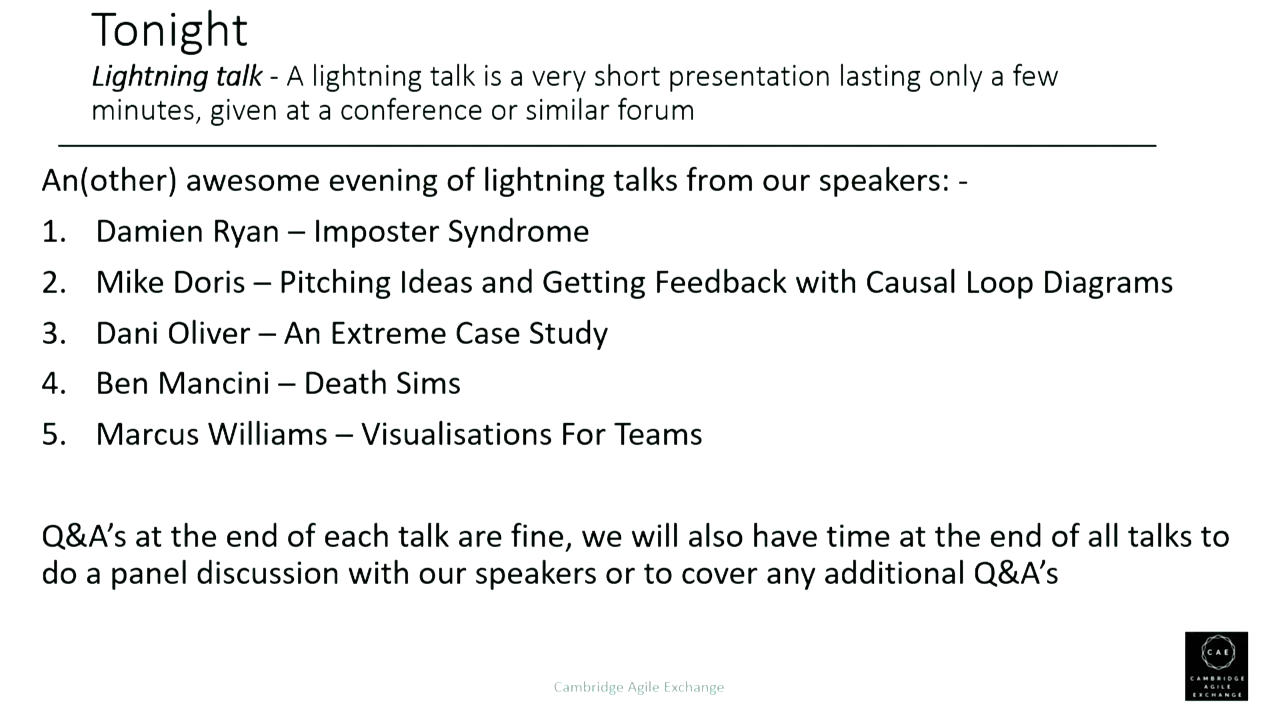 Tonight
Lightning talk - A lightning talk is a very short presentation lasting only a few
minutes, given at a conference or similar forum
An(other) awesome evening of lightning talks from our speakers: -
1. Damien Ryan – Imposter Syndrome
2. Mike Doris – Pitching Ideas and Getting Feedback with Causal Loop Diagrams
3. Dani Oliver – An Extreme Case Study
4. Ben Mancini – Death Sims
5. Marcus Williams – Visualisations For Teams
Q&A’s at the end of each talk are fine, we will also have time at the end of all talks to
do a panel discussion with our speakers or to cover any additional Q&A’s
Cambridge Agile Exchange
CAE
CAMBRIDGE
AGILE
EXCHANGE